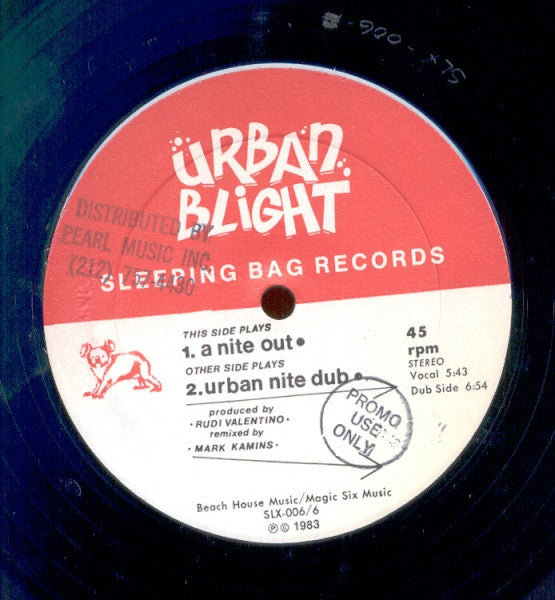 SLX-006-B
URBAN
BLIGHT
DISTRIBUTED BY
PEARL MUSIC INC
SLEEPING BAG RECORDS
THIS SIDE PLAYS
1. a nite out•
OTHER SIDE PLAYS
2.urban nite dub•
produced by
•RUDI VALENTINO•
remixed by
• MARK KAMINS•
45
rpm
STEREO
Vocal 5:43
Dub Side 6:54
PROMO
USE
ONLY
Beach House Music/Magic Six Music
SLX-006/6
℗ © 1983